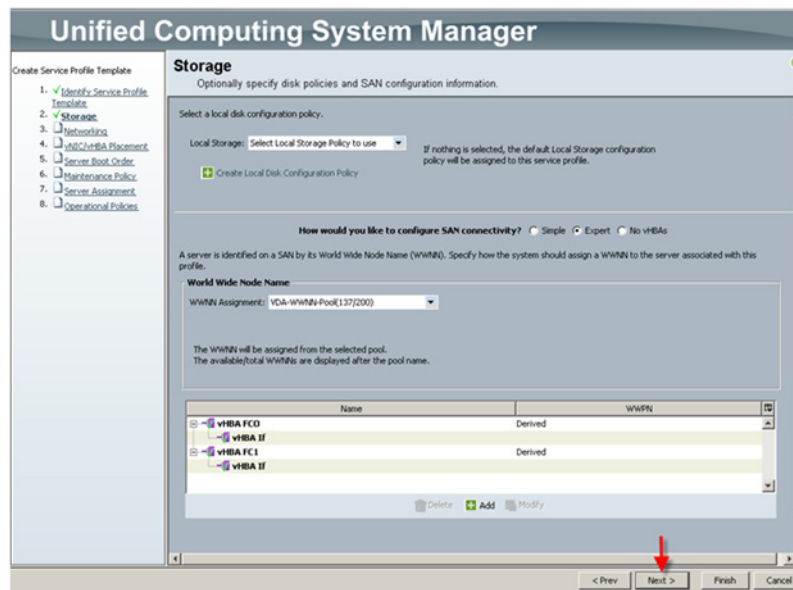 Unified Computing System Manager
Create Service Profile Template
1. Identify Service Profile
Template
2. Storage
3. Networking
4. vNIC/vHBA Placement
5. Server Boot Order
6. Maintenance Policy
7. Server Assignment
8. Operational Policies
Storage
Optionally specify disk policies and SAN configuration information.
Select a local disk configuration policy.
Local Storage: Select Local Storage Policy to use
If nothing is selected, the default Local Storage configuration
policy will be assigned to this service profile.
Create Local Disk Configuration Policy
How would you like to configure SAN connectivity? Simple Expert No vHBAs
A server is identified on a SAN by its World Wide Node Name (WWNN). Specify how the system should assign a WWNN to the server associated with this
profile.
World Wide Node Name
WWNN Assignment: VDA-WWNN-Pool(137/200)
The WWNN will be assigned from the selected pool.
The available/total WWNNs are displayed after the pool name.
Name WWPN
vHBA FC0 Derived
vHBA If
vHBA FC1 Derived
vHBA If
Delete Add Modify
< Prev Next > Finish Cancel